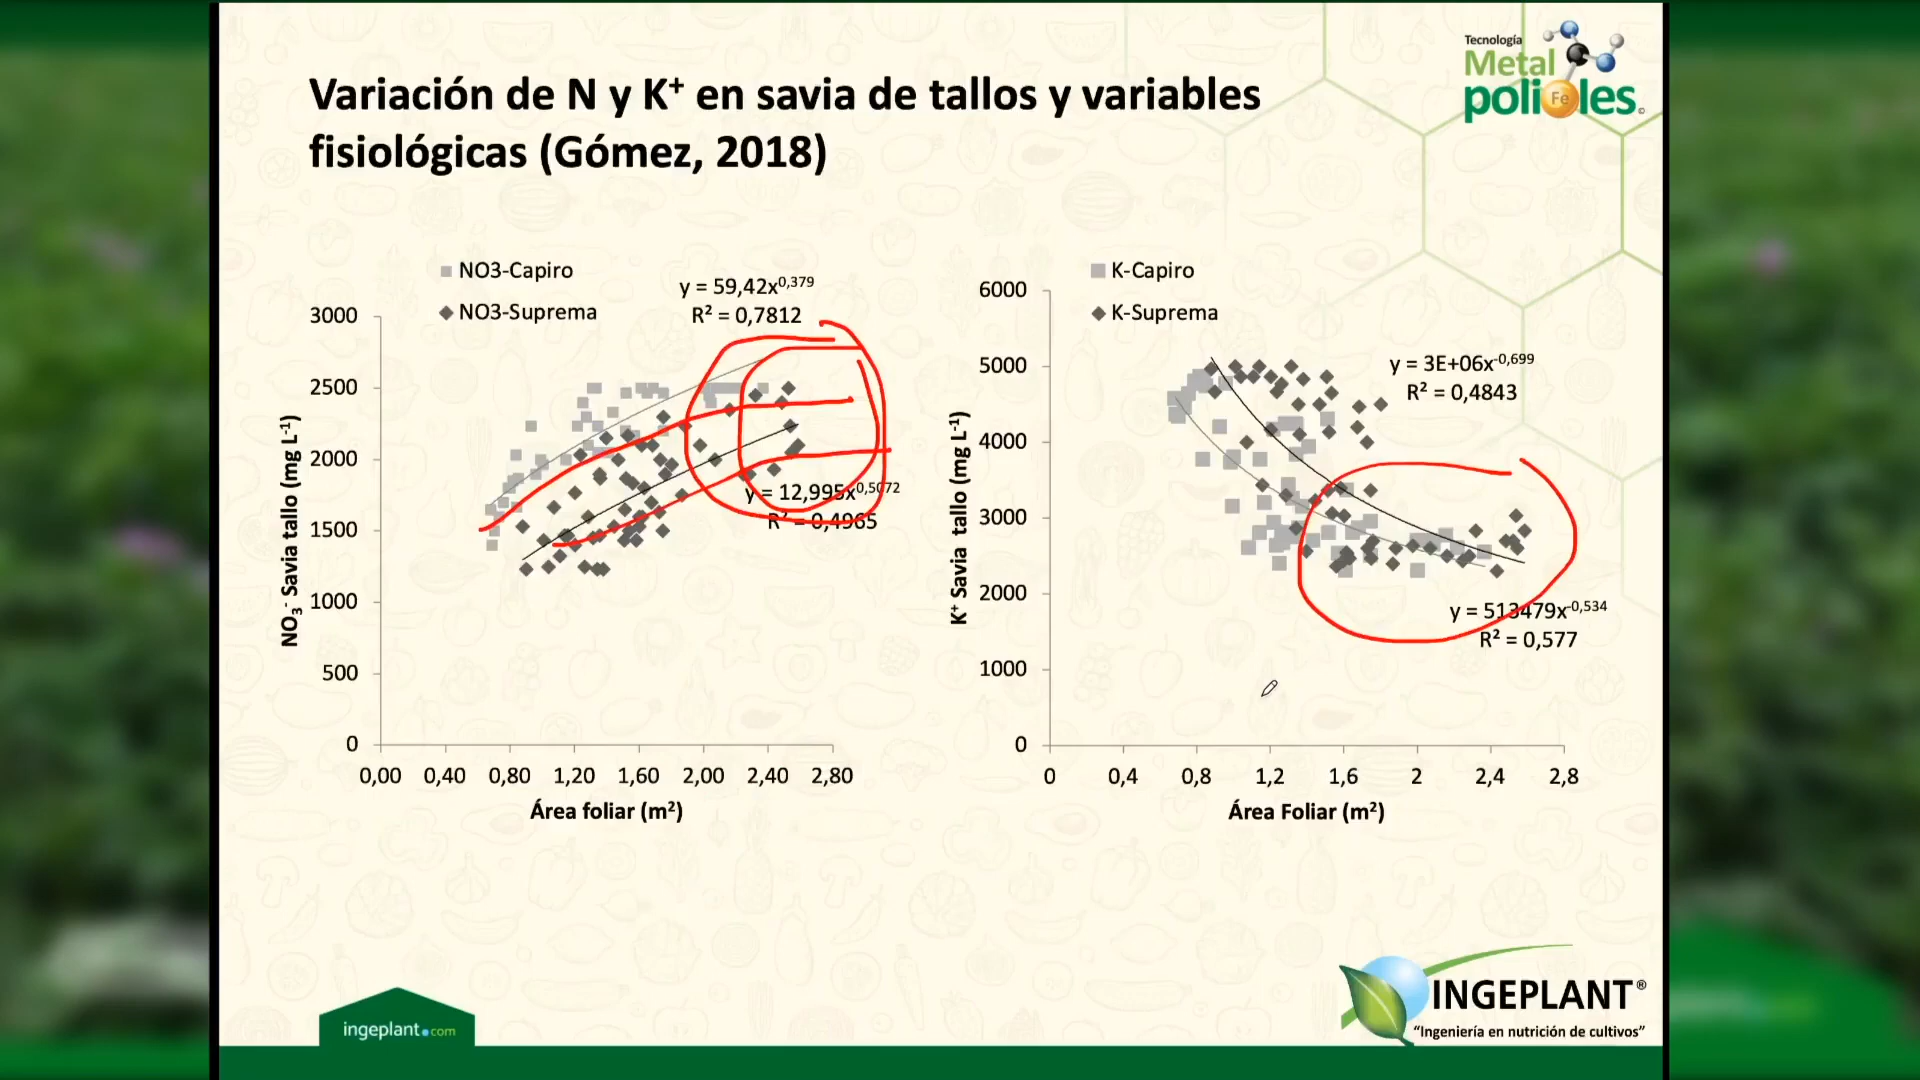 Variación de N y K⁺ en savia de tallos y variables
fisiológicas (Gómez, 2018)
Tecnología
Metal
polioles
Fe
NO3-Capiro
NO3-Suprema
y = 59,42x^0,379
R² = 0,7812
y = 12,995x^0,5072
R² = 0,4965
NO₃⁻ Savia tallo (mg L⁻¹)
3000
2500
2000
1500
1000
500
0
0,00 0,40 0,80 1,20 1,60 2,00 2,40 2,80
Área foliar (m²)
K-Capiro
K-Suprema
y = 3E+06x^-0,699
R² = 0,4843
y = 513479x^-0,534
R² = 0,577
K⁺ Savia tallo (mg L⁻¹)
6000
5000
4000
3000
2000
1000
0
0 0,4 0,8 1,2 1,6 2 2,4 2,8
Área Foliar (m²)
ingeplant.com
INGEPLANT®
“Ingeniería en nutrición de cultivos”